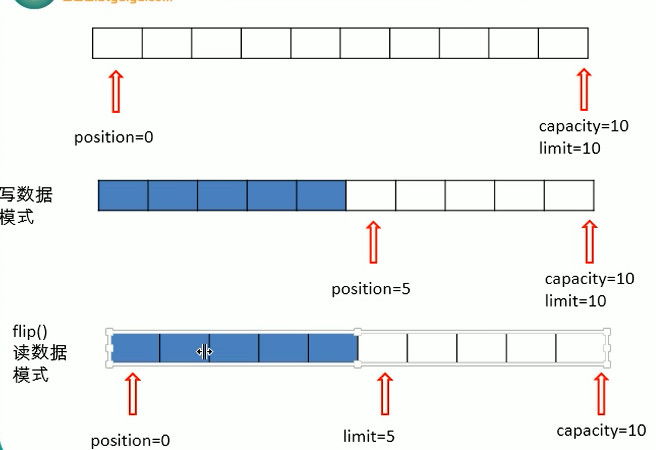 position=0
capacity=10
limit=10
写数据
模式
position=5
capacity=10
limit=10
flip()
读数据
模式
position=0
limit=5
capacity=10